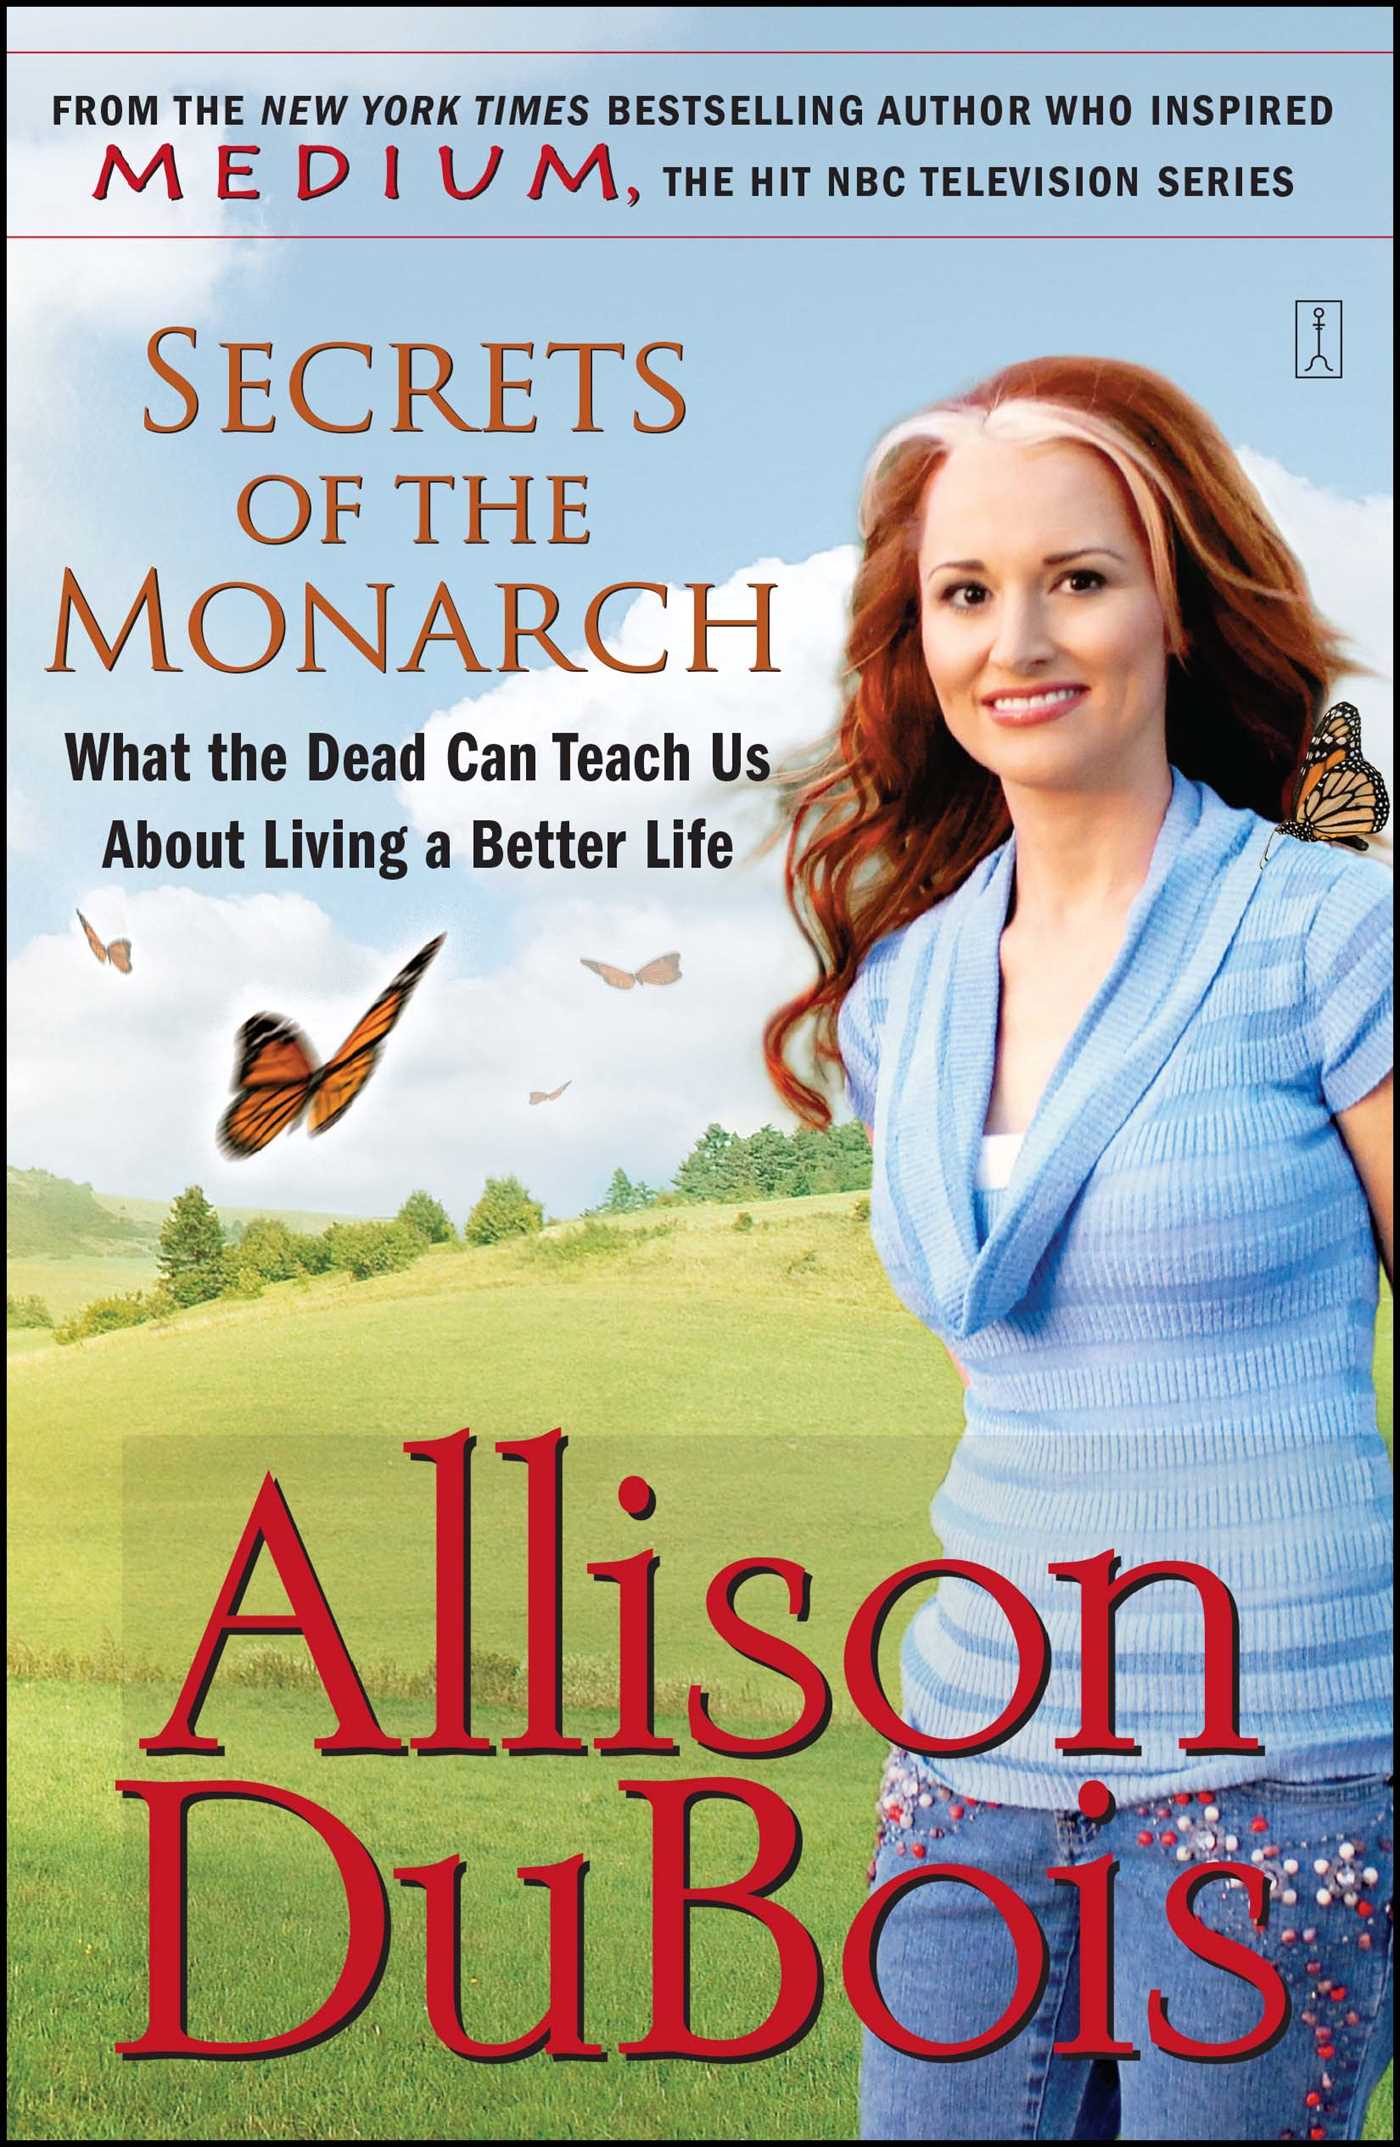 FROM THE NEW YORK TIMES BESTSELLING AUTHOR WHO INSPIRED
MEDIUM, THE HIT NBC TELEVISION SERIES
SECRETS
OF THE
MONARCH
What the Dead Can Teach Us
About Living a Better Life
Allison
DuBois